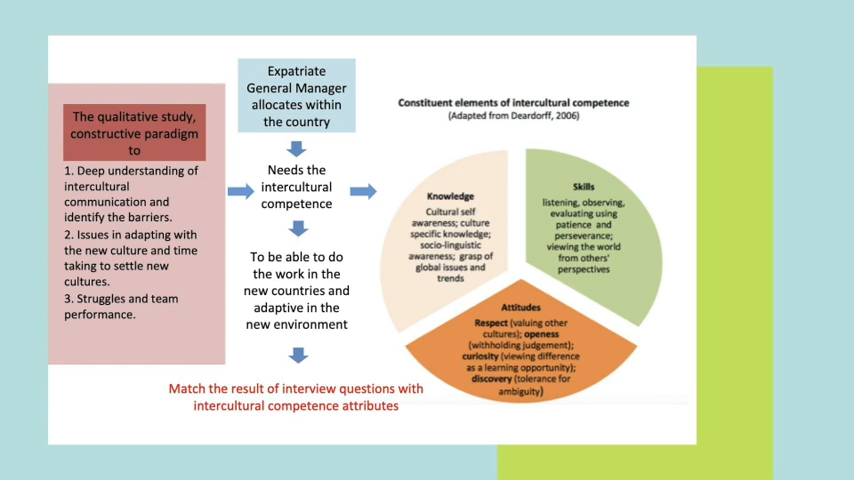 The qualitative study,
constructive paradigm
to
1. Deep understanding of
intercultural
communication and
identify the barriers.
2. Issues in adapting with
the new culture and time
taking to settle new
cultures.
3. Struggles and team
performance.
Expatriate
General Manager
allocates within
the country
Needs the
intercultural
competence
To be able to do
the work in the
new countries and
adaptive in the
new environment
Match the result of interview questions with
intercultural competence attributes
Constituent elements of intercultural competence
(Adapted from Deardorff, 2006)
Knowledge
Cultural self
awareness; culture
specific knowledge;
socio-linguistic
awareness; grasp of
global issues and
trends
Skills
listening, observing,
evaluating using
patience and
perseverance;
viewing the world
from others'
perspectives
Attitudes
Respect (valuing other
cultures); openess
(withholding judgement);
curiosity (viewing difference
as a learning opportunity);
discovery (tolerance for
ambiguity)